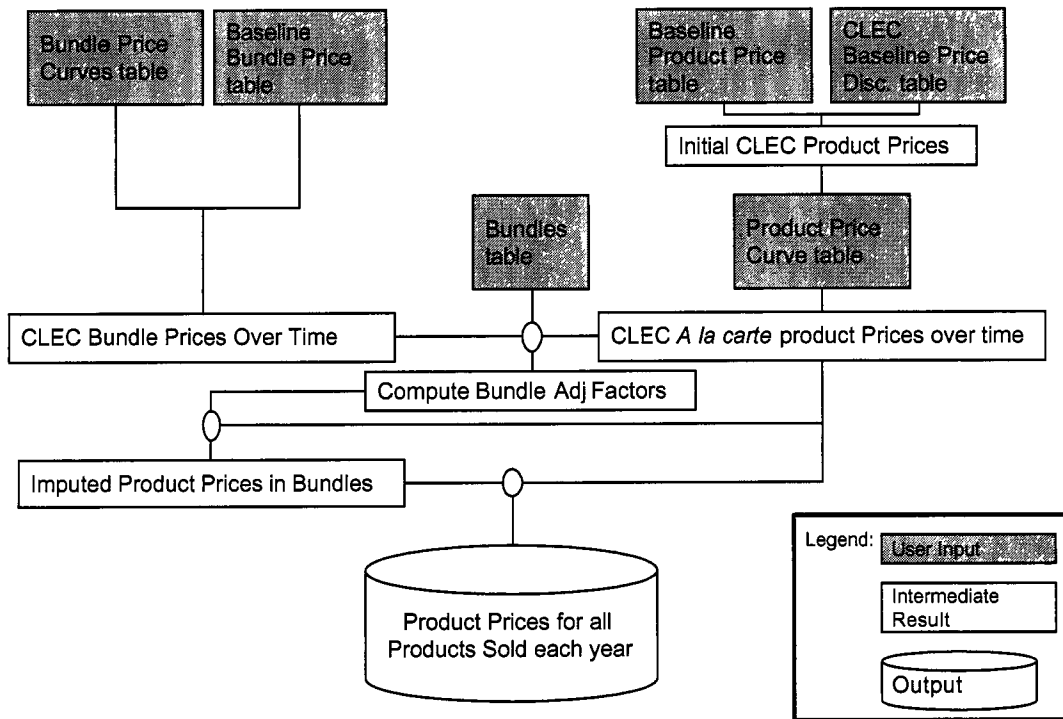 Bundle Price
Curves table
Baseline
Bundle Price
table
Baseline
Product Price
table
CLEC
Baseline Price
Disc. table
Initial CLEC Product Prices
Bundles
table
Product Price
Curve table
CLEC Bundle Prices Over Time
CLEC A la carte product Prices over time
Compute Bundle Adj Factors
Imputed Product Prices in Bundles
Product Prices for all
Products Sold each year
Legend:
User Input
Intermediate
Result
Output